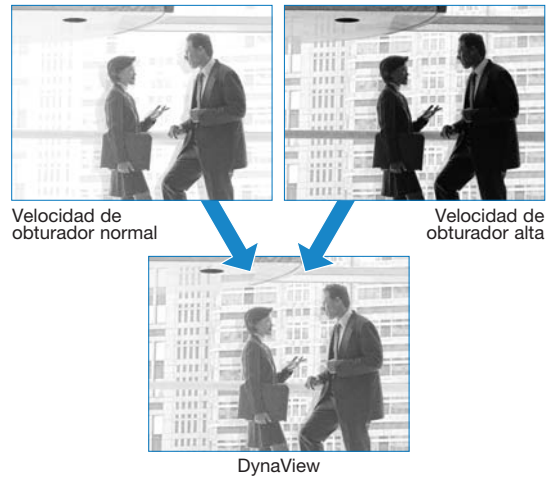 Velocidad de
obturador normal
Velocidad de
obturador alta
DynaView